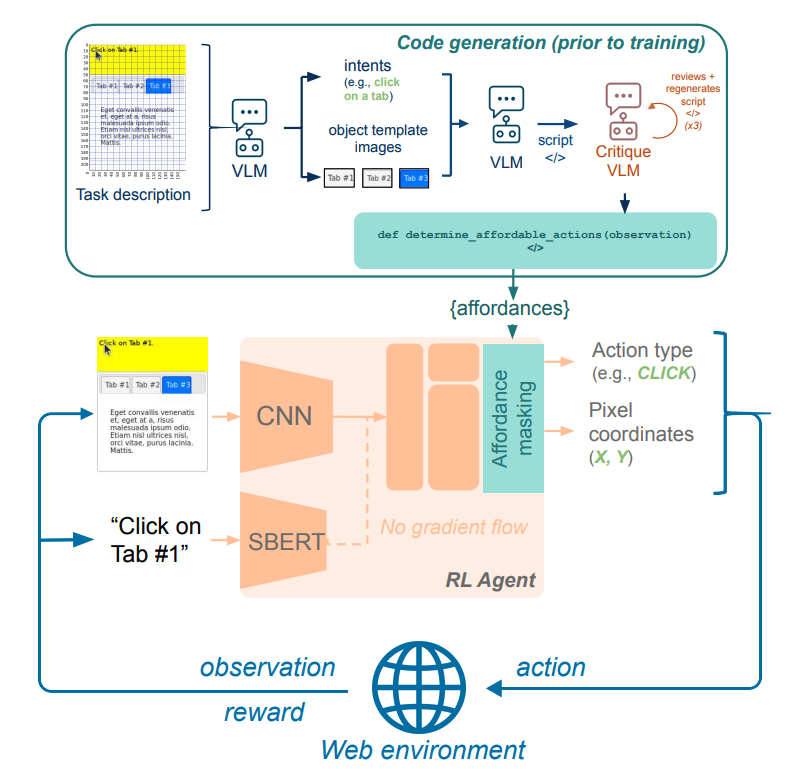 Code generation (prior to training)
Click on Tab #1.
Tab #1 Tab #2 Tab #3
Eget convallis venenatis
et, eget at a, risus
malesuada ipsum odio.
Etiam nisl ultrices nisl,
orci vitae, purus lacinia.
Mattis.
Task description
VLM
intents
(e.g., click
on a tab)
object template
images
Tab #1 Tab #2 Tab #3
VLM
script
</>
Critique
VLM
reviews +
regenerates
script
</>
(x3)
def determine_affordable_actions(observation)
</>
{affordances}
Click on Tab #1.
Tab #1 Tab #2 Tab #3
Eget convallis venenatis
et, eget at a, risus
malesuada ipsum odio.
Etiam nisl ultrices nisl,
orci vitae, purus lacinia.
Mattis.
“Click on
Tab #1”
CNN
SBERT
No gradient flow
Affordance
masking
RL Agent
Action type
(e.g., CLICK)
Pixel
coordinates
(X, Y)
observation
reward
action
Web environment